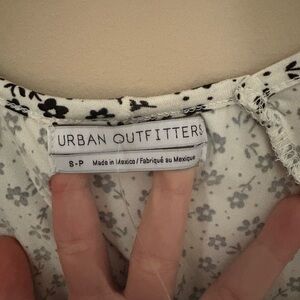 URBAN OUTFITTERS
S-P Made in Mexico / Fabriqué au Mexique